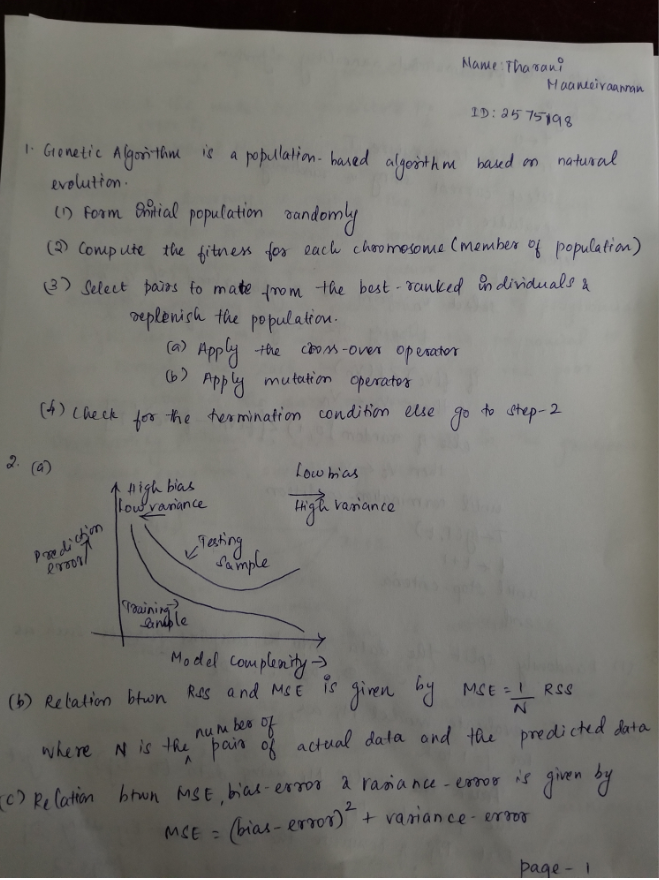 Name: Tharani
Maaneeivaannan
ID: 2575198
1. Genetic Algorithm is a population-based algorithm based on natural
evolution.
(1) Form initial population randomly
(2) Compute the fitness for each chromosome (member of population)
(3) Select pairs to mate from the best-ranked individuals &
replenish the population.
(a) Apply the cross-over operator
(b) Apply mutation operator
(4) Check for the termination condition else go to step-2
2. (a)
High bias
Low variance
Low bias
High variance
Prediction
error
Testing
Sample
Training
Sample
Model complexity →
(b) Relation btwn RSS and MSE is given by MSE = 1/N RSS
where N is the number of pair of actual data and the predicted data
(c) Relation btwn MSE, bias-error & variance-error is given by
MSE = (bias-error)² + variance-error
page - 1